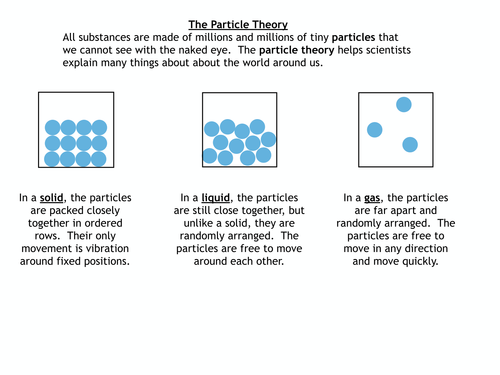 The Particle Theory
All substances are made of millions and millions of tiny particles that
we cannot see with the naked eye. The particle theory helps scientists
explain many things about about the world around us.
In a solid, the particles
are packed closely
together in ordered
rows. Their only
movement is vibration
around fixed positions.
In a liquid, the particles
are still close together, but
unlike a solid, they are
randomly arranged. The
particles are free to move
around each other.
In a gas, the particles
are far apart and
randomly arranged. The
particles are free to
move in any direction
and move quickly.